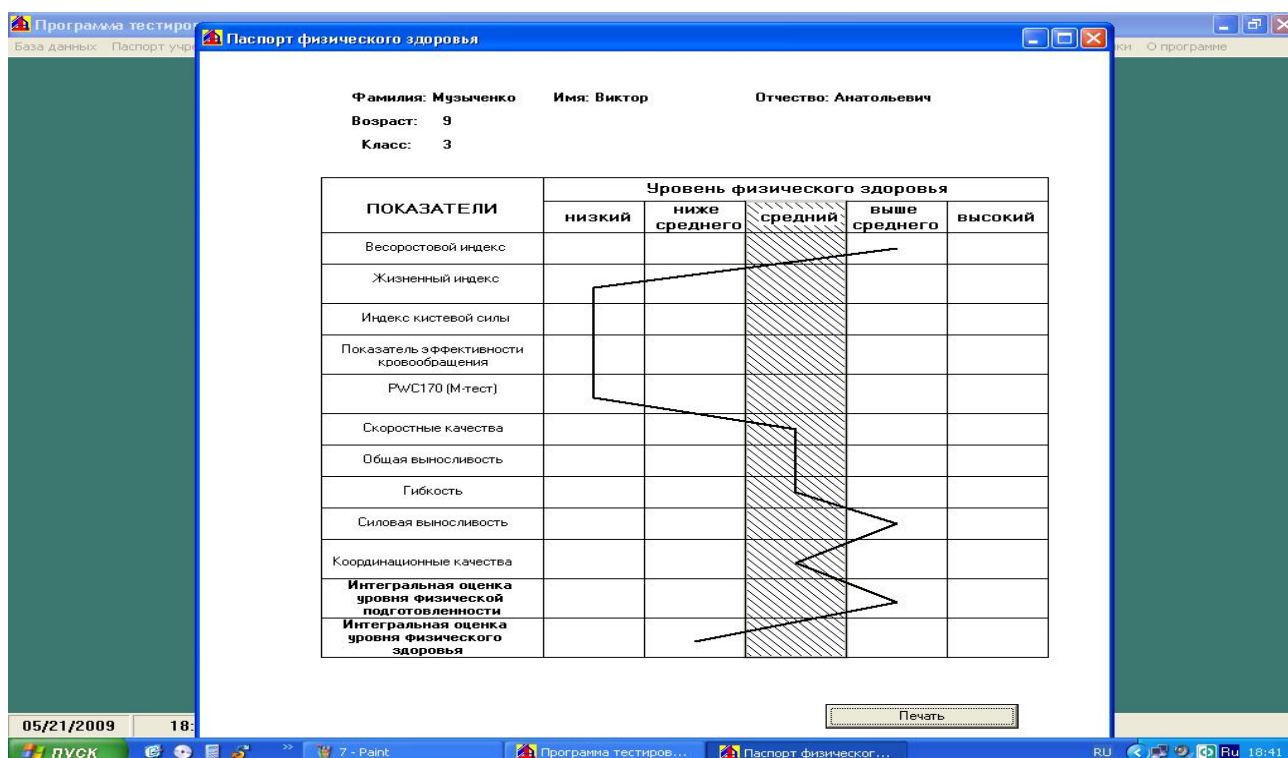 Программа тестиро
Паспорт физического здоровья
База данных Паспорт учре
ки О программе
Фамилия: Музыченко Имя: Виктор Отчество: Анатольевич
Возраст: 9
Класс: 3
ПОКАЗАТЕЛИ
Уровень физического здоровья
низкий
ниже
среднего
средний
выше
среднего
высокий
Весоростовой индекс
Жизненный индекс
Индекс кистевой силы
Показатель эффективности
кровообращения
PWC170 (М-тест)
Скоростные качества
Общая выносливость
Гибкость
Силовая выносливость
Координационные качества
Интегральная оценка
уровня физической
подготовленности
Интегральная оценка
уровня физического
здоровья
Печать
05/21/2009 18:
пуск
7 - Paint
Программа тестиров...
Паспорт физическог...
RU
Ru
18:41